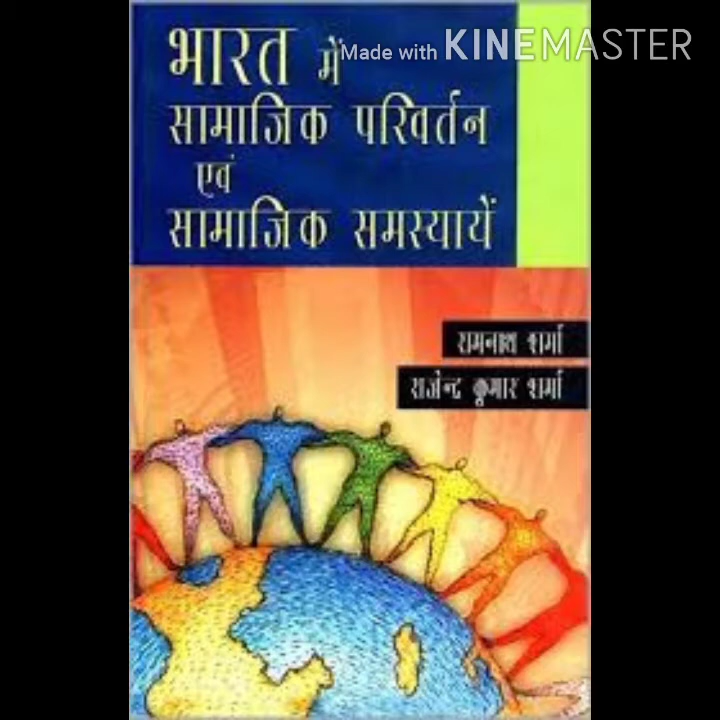 भारत में
Made with KINEMASTER
सामाजिक परिवर्तन
एवं
सामाजिक समस्यायें
रामनाथ शर्मा
राजेन्द्र कुमार शर्मा